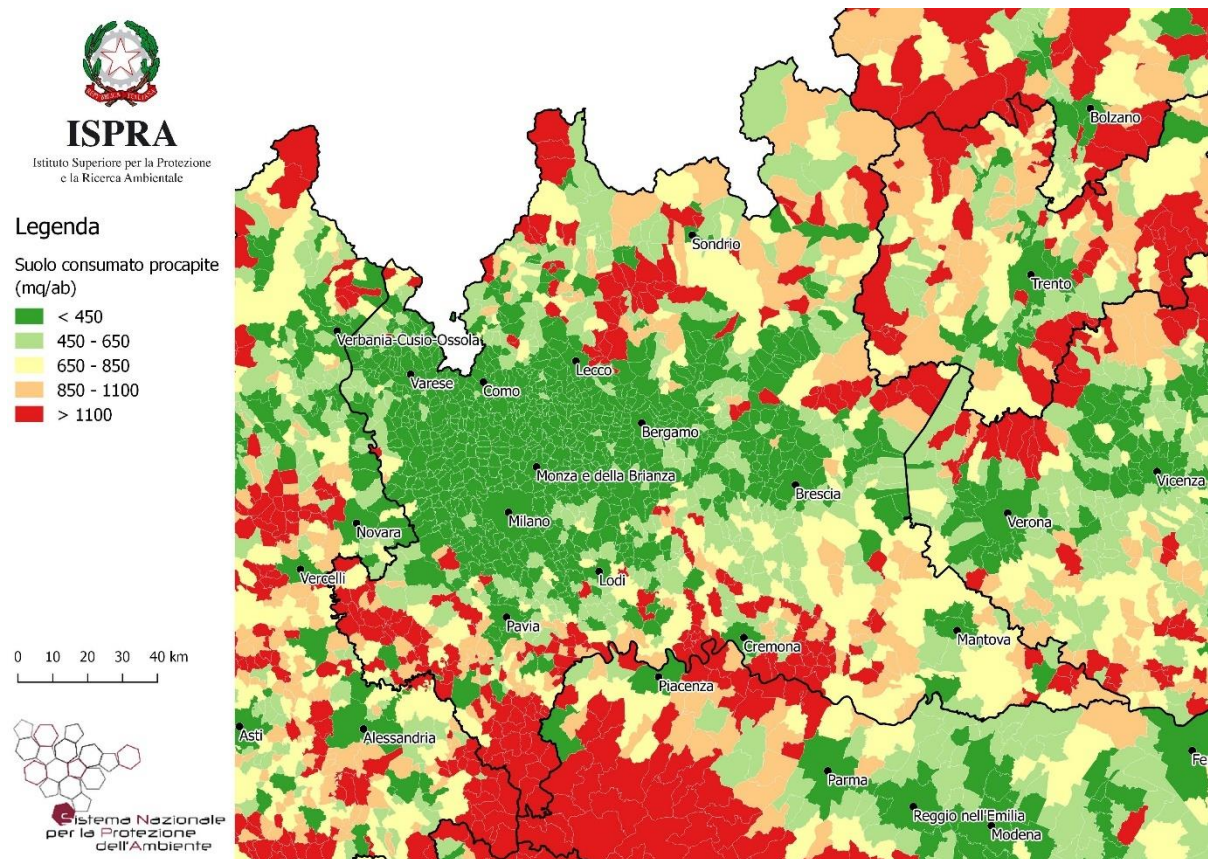 REPVBBLICA ITALIANA
ISPRA
Istituto Superiore per la Protezione
e la Ricerca Ambientale
Legenda
Suolo consumato procapite
(mq/ab)
< 450
450 - 650
650 - 850
850 - 1100
> 1100
0 10 20 30 40 km
Sistema Nazionale
per la Protezione
dell'Ambiente
Bolzano
Sondrio
Trento
Verbania-Cusio-Ossola
Lecco
Varese
Como
Bergamo
Monza e della Brianza
Brescia
Vicenza
Milano
Verona
Novara
Vercelli
Lodi
Pavia
Cremona
Mantova
Piacenza
Asti
Alessandria
Fe
Parma
Reggio nell'Emilia
Modena